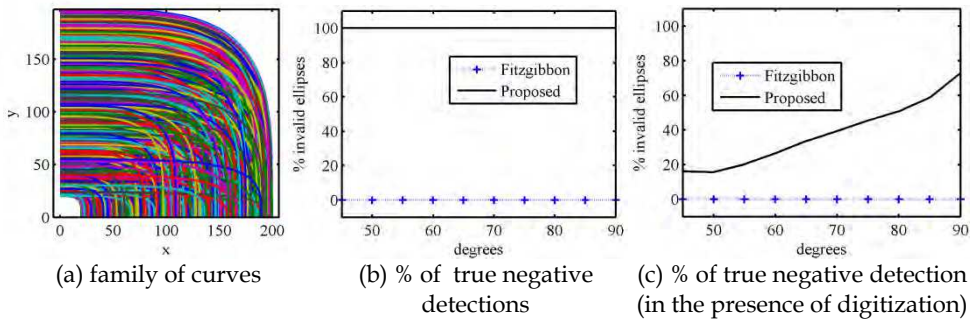 150
100
50
0
y
0 50 100 150 200
x
(a) family of curves
100
80
60
40
20
0
% invalid ellipses
Fitzgibbon
Proposed
50 60 70 80 90
degrees
(b) % of true negative
detections
100
80
60
40
20
0
% invalid ellipses
Fitzgibbon
Proposed
50 60 70 80 90
degrees
(c) % of true negative detection
(in the presence of digitization)